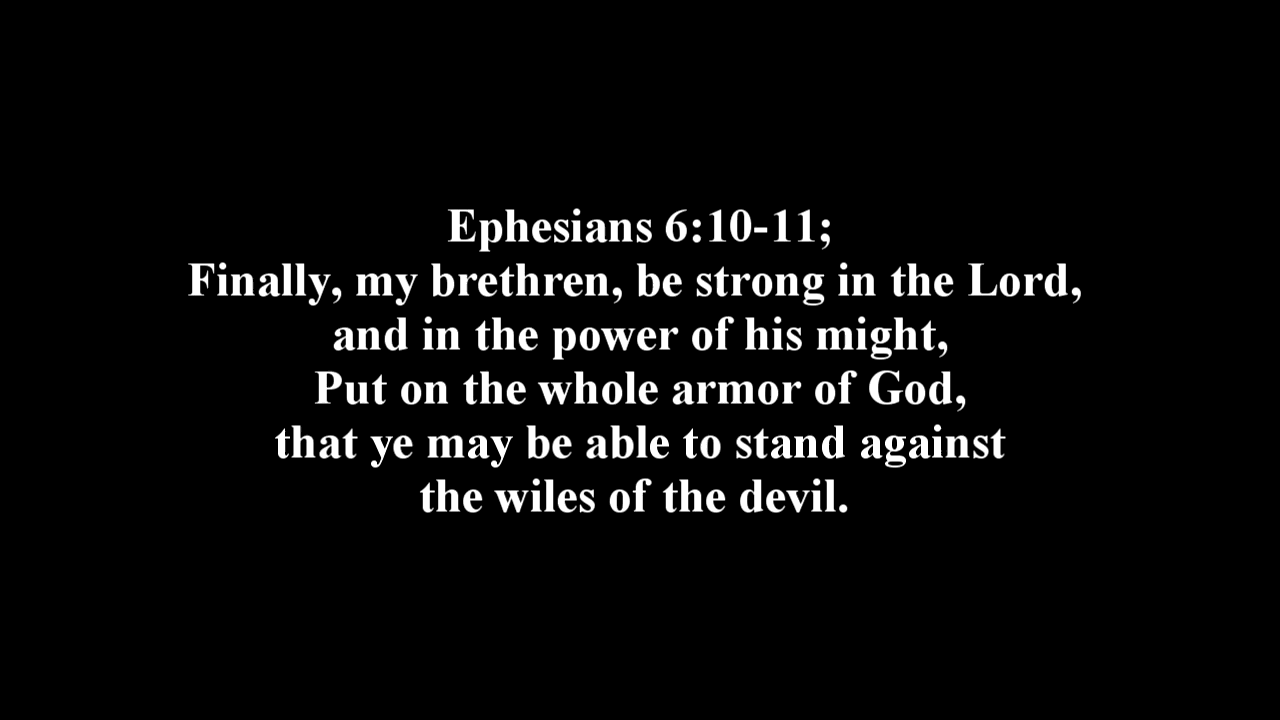 Ephesians 6:10-11;
Finally, my brethren, be strong in the Lord,
and in the power of his might,
Put on the whole armor of God,
that ye may be able to stand against
the wiles of the devil.